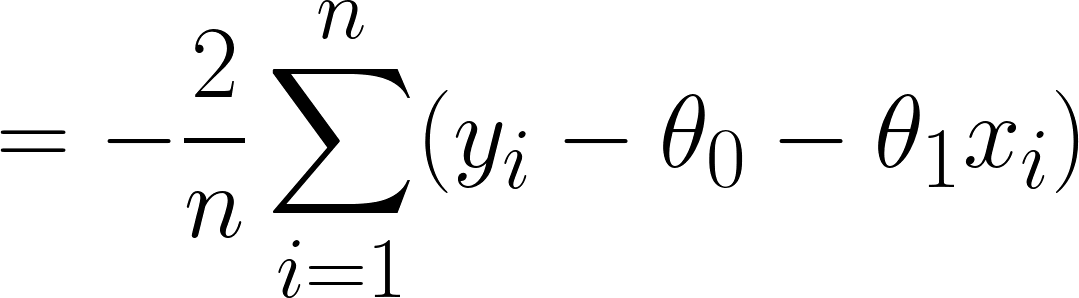 = -\frac{2}{n} \sum_{i=1}^{n} (y_i - \theta_0 - \theta_1 x_i)